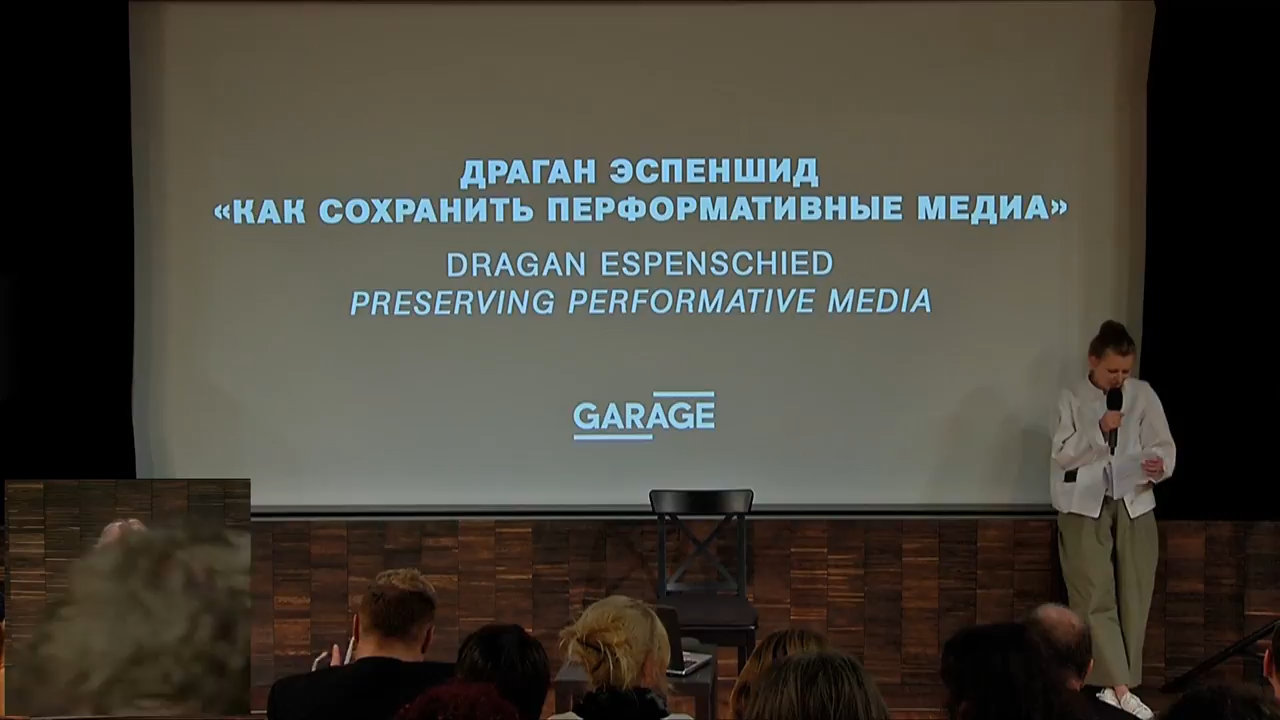 ДРАГАН ЭСПЕНШИД
«КАК СОХРАНИТЬ ПЕРФОРМАТИВНЫЕ МЕДИА»
DRAGAN ESPENSCHIED
PRESERVING PERFORMATIVE MEDIA
GARAGE